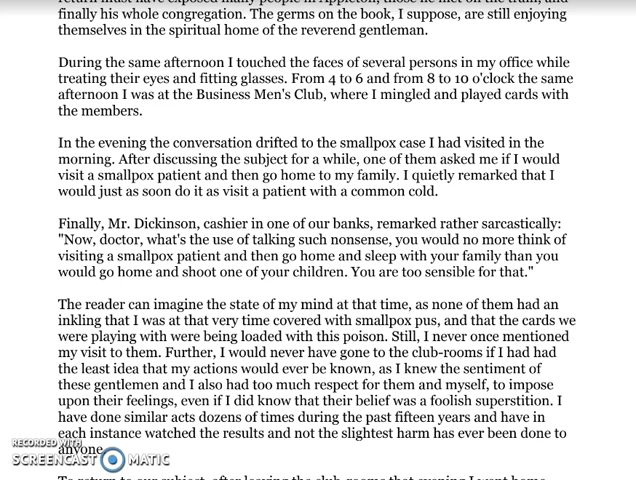 finally his whole congregation. The germs on the book, I suppose, are still enjoying
themselves in the spiritual home of the reverend gentleman.
During the same afternoon I touched the faces of several persons in my office while
treating their eyes and fitting glasses. From 4 to 6 and from 8 to 10 o'clock the same
afternoon I was at the Business Men's Club, where I mingled and played cards with
the members.
In the evening the conversation drifted to the smallpox case I had visited in the
morning. After discussing the subject for a while, one of them asked me if I would
visit a smallpox patient and then go home to my family. I quietly remarked that I
would just as soon do it as visit a patient with a common cold.
Finally, Mr. Dickinson, cashier in one of our banks, remarked rather sarcastically:
"Now, doctor, what's the use of talking such nonsense, you would no more think of
visiting a smallpox patient and then go home and sleep with your family than you
would go home and shoot one of your children. You are too sensible for that."
The reader can imagine the state of my mind at that time, as none of them had an
inkling that I was at that very time covered with smallpox pus, and that the cards we
were playing with were being loaded with this poison. Still, I never once mentioned
my visit to them. Further, I would never have gone to the club-rooms if I had had
the least idea that my actions would ever be known, as I knew the sentiment of
these gentlemen and I also had too much respect for them and myself, to impose
upon their feelings, even if I did know that their belief was a foolish superstition. I
have done similar acts dozens of times during the past fifteen years and have in
each instance watched the results and not the slightest harm has ever been done to
anyone
RECORDED WITH
SCREENCAST MATIC